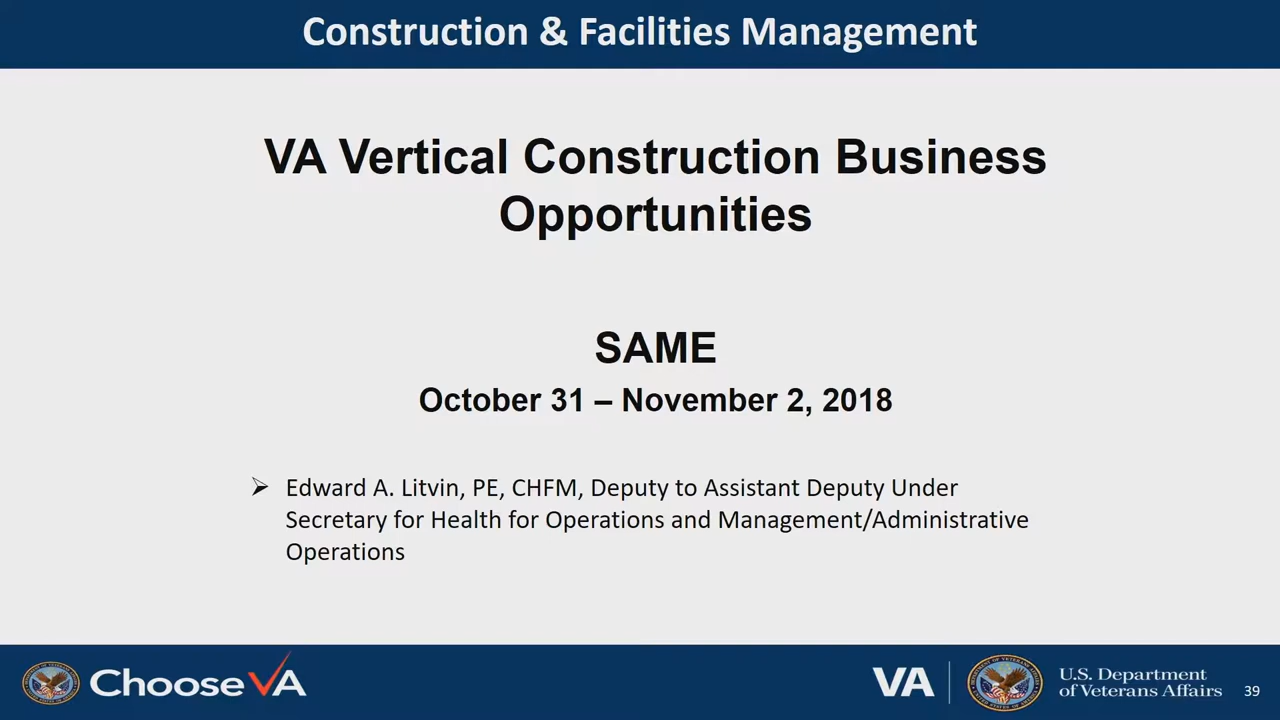 Construction & Facilities Management
VA Vertical Construction Business
Opportunities
SAME
October 31 – November 2, 2018
➢ Edward A. Litvin, PE, CHFM, Deputy to Assistant Deputy Under
Secretary for Health for Operations and Management/Administrative
Operations
Choose VA
VA
U.S. Department
of Veterans Affairs
39